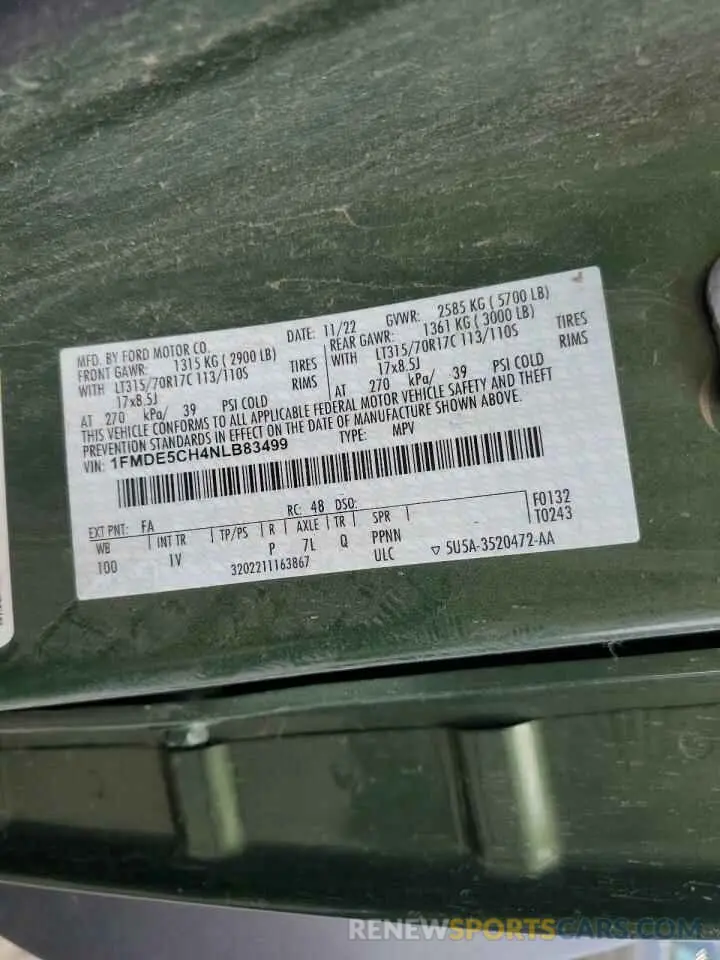 MFD. BY FORD MOTOR CO. DATE: 11/22 GVWR: 2585 KG ( 5700 LB)
FRONT GAWR: 1315 KG ( 2900 LB) REAR GAWR: 1361 KG ( 3000 LB)
WITH LT315/70R17C 113/110S TIRES WITH LT315/70R17C 113/110S TIRES
17x8.5J RIMS 17x8.5J RIMS
AT 270 kPa/ 39 PSI COLD AT 270 kPa/ 39 PSI COLD
THIS VEHICLE CONFORMS TO ALL APPLICABLE FEDERAL MOTOR VEHICLE SAFETY AND THEFT
PREVENTION STANDARDS IN EFFECT ON THE DATE OF MANUFACTURE SHOWN ABOVE.
VIN: 1FMDE5CH4NLB83499 TYPE: MPV
EXT PNT: FA RC: 48 DSO: F0132
WB INT TR TP/PS R AXLE TR SPR T0243
100 1V P 7L Q PPNN
3202211163867 ULC ▽ 5U5A-3520472-AA
RENEWSPORTSCARS.COM